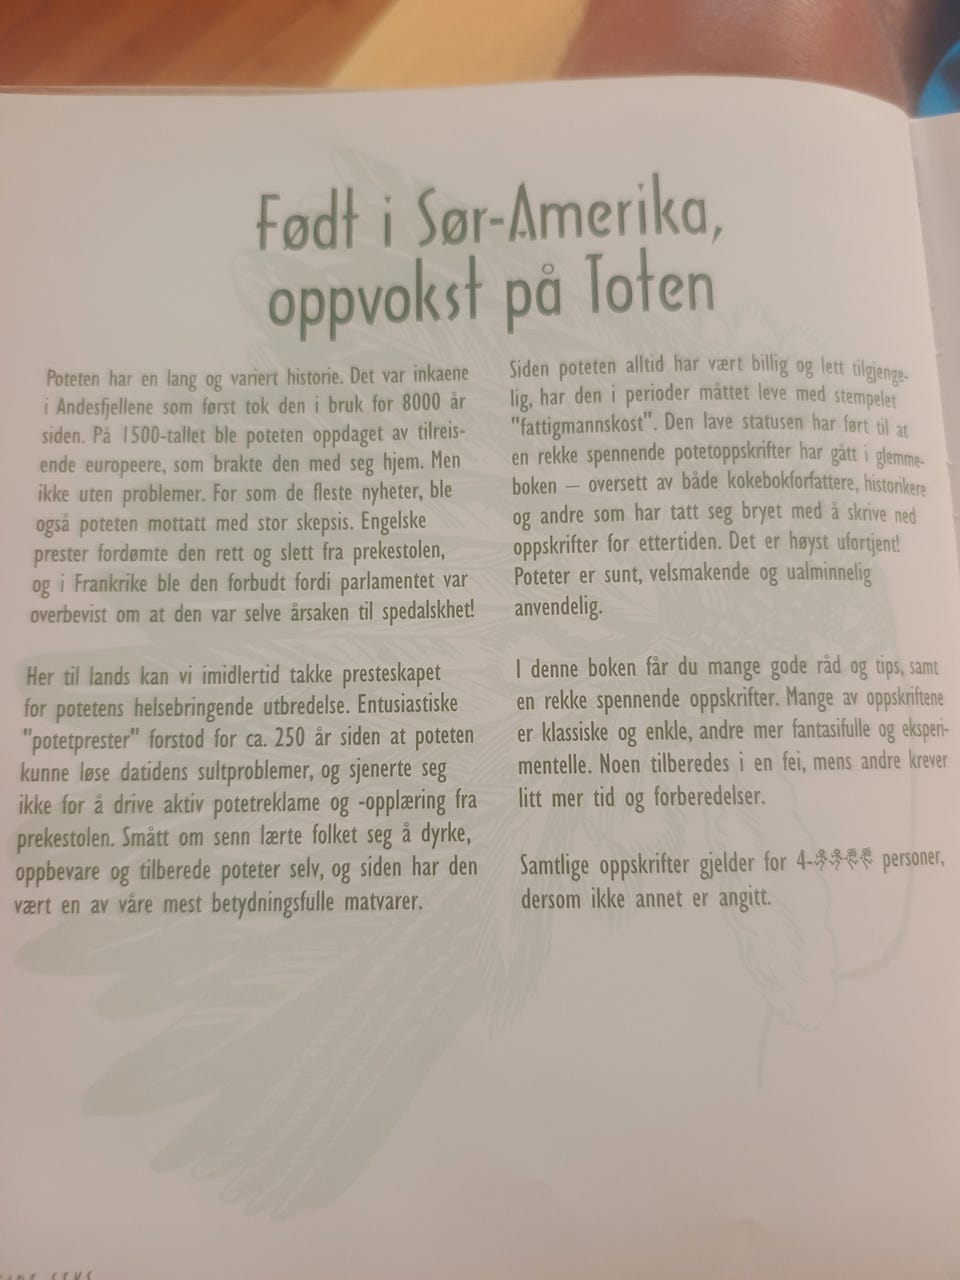 Født i Sør-Amerika,
oppvokst på Toten
Poteten har en lang og variert historie. Det var inkaene
i Andesfjellene som først tok den i bruk for 8000 år
siden. På 1500-tallet ble poteten oppdaget av tilreis-
ende europeere, som brakte den med seg hjem. Men
ikke uten problemer. For som de fleste nyheter, ble
også poteten mottatt med stor skepsis. Engelske
prester fordømte den rett og slett fra prekestolen,
og i Frankrike ble den forbudt fordi parlamentet var
overbevist om at den var selve årsaken til spedalskhet!
Her til lands kan vi imidlertid takke presteskapet
for potetens helsebringende utbredelse. Entusiastiske
"potetprester" forstod for ca. 250 år siden at poteten
kunne løse datidens sultproblemer, og sjenerte seg
ikke for å drive aktiv potetreklame og -opplæring fra
prekestolen. Smått om senn lærte folket seg å dyrke,
oppbevare og tilberede poteter selv, og siden har den
vært en av våre mest betydningsfulle matvarer.
Siden poteten alltid har vært billig og lett tilgjenge-
lig, har den i perioder måttet leve med stempelet
"fattigmannskost". Den lave statusen har ført til at
en rekke spennende potetoppskrifter har gått i glemme-
boken – oversett av både kokebokforfattere, historikere
og andre som har tatt seg bryet med å skrive ned
oppskrifter for ettertiden. Det er høyst ufortjent!
Poteter er sunt, velsmakende og ualminnelig
anvendelig.
I denne boken får du mange gode råd og tips, samt
en rekke spennende oppskrifter. Mange av oppskriftene
er klassiske og enkle, andre mer fantasifulle og eksperi-
mentelle. Noen tilberedes i en fei, mens andre krever
litt mer tid og forberedelser.
Samtlige oppskrifter gjelder for 4- personer,
dersom ikke annet er angitt.